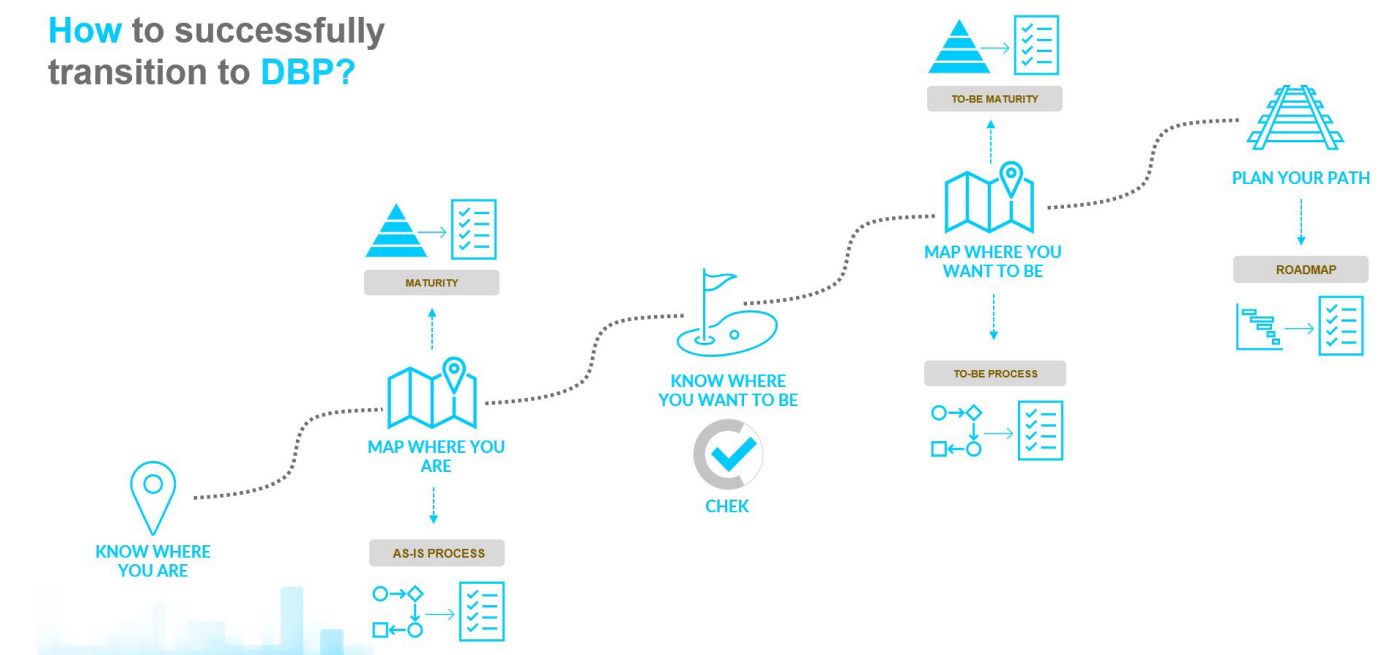 How to successfully
transition to DBP?
KNOW WHERE
YOU ARE
MATURITY
MAP WHERE YOU
ARE
AS-IS PROCESS
KNOW WHERE
YOU WANT TO BE
CHEK
TO-BE MATURITY
MAP WHERE YOU
WANT TO BE
TO-BE PROCESS
PLAN YOUR PATH
ROADMAP